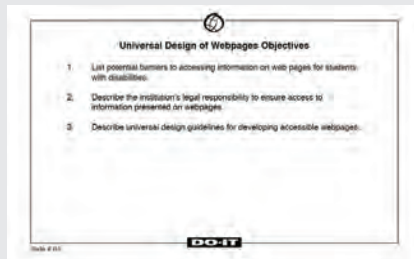 Universal Design of Webpages Objectives
1. List potential barriers to accessing information on web pages for students
with disabilities.
2. Describe the institution's legal responsibility to ensure access to
information presented on webpages.
3. Describe universal design guidelines for developing accessible webpages.
DO-IT